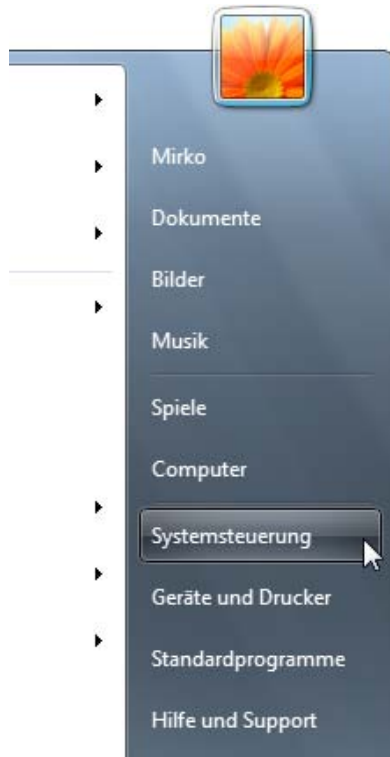 Mirko
Dokumente
Bilder
Musik
Spiele
Computer
Systemsteuerung
Geräte und Drucker
Standardprogramme
Hilfe und Support